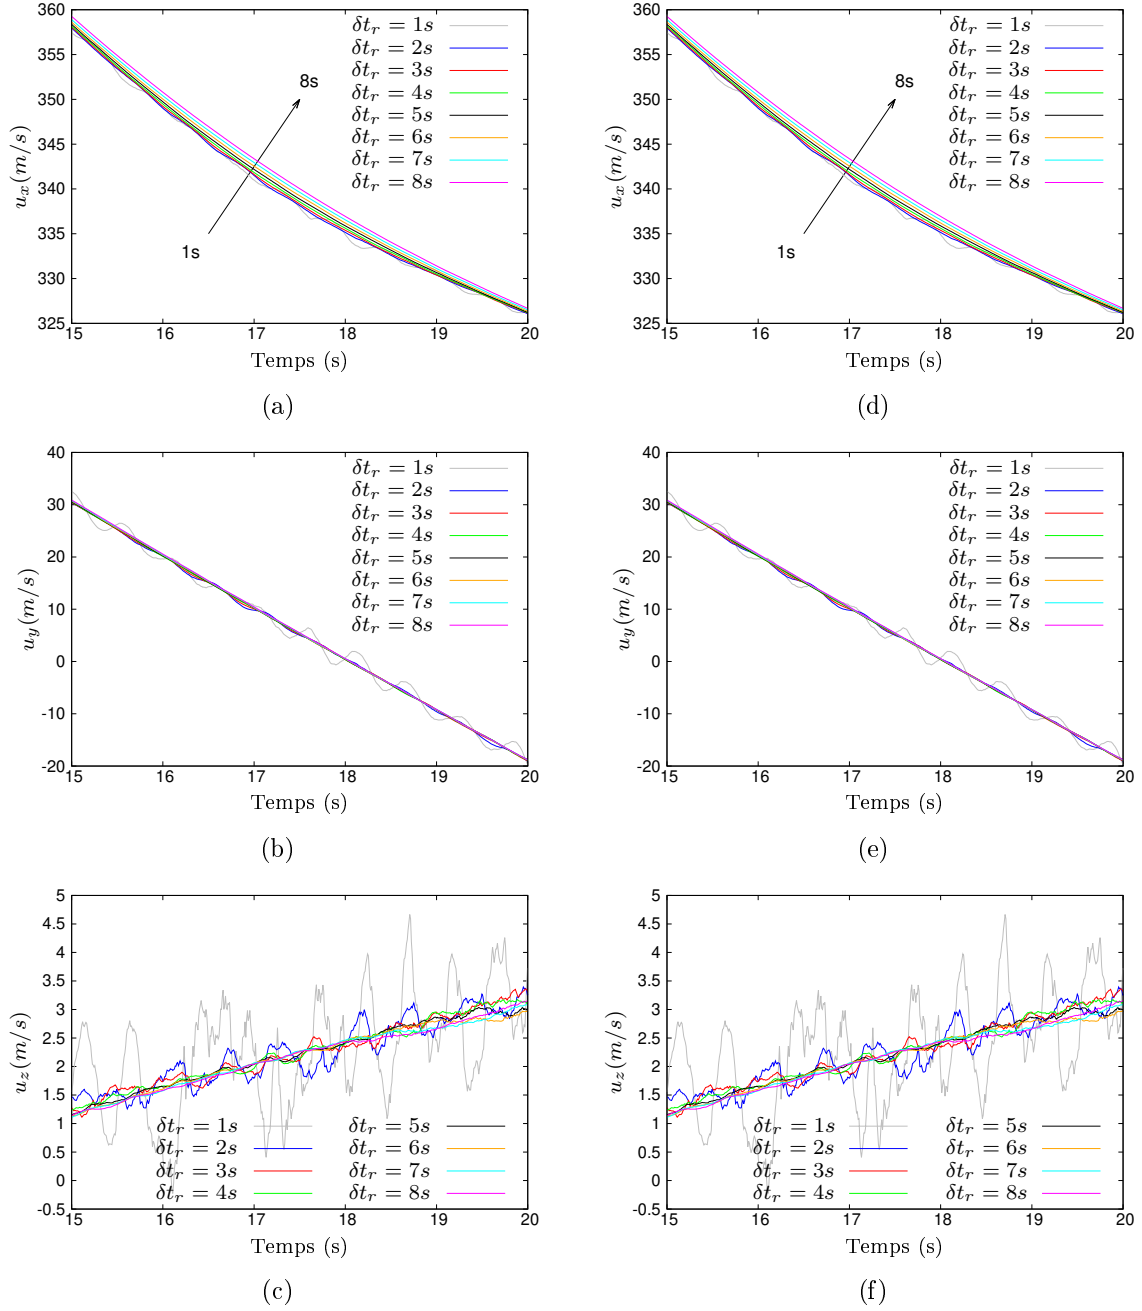 360
355
350
345
340
335
330
325
u_x(m/s)
δt_r = 1s
δt_r = 2s
δt_r = 3s
δt_r = 4s
δt_r = 5s
δt_r = 6s
δt_r = 7s
δt_r = 8s
8s
1s
15 16 17 18 19 20
Temps (s)
(a)
360
355
350
345
340
335
330
325
u_x(m/s)
δt_r = 1s
δt_r = 2s
δt_r = 3s
δt_r = 4s
δt_r = 5s
δt_r = 6s
δt_r = 7s
δt_r = 8s
8s
1s
15 16 17 18 19 20
Temps (s)
(d)
40
30
20
10
0
-10
-20
u_y(m/s)
δt_r = 1s
δt_r = 2s
δt_r = 3s
δt_r = 4s
δt_r = 5s
δt_r = 6s
δt_r = 7s
δt_r = 8s
15 16 17 18 19 20
Temps (s)
(b)
40
30
20
10
0
-10
-20
u_y(m/s)
δt_r = 1s
δt_r = 2s
δt_r = 3s
δt_r = 4s
δt_r = 5s
δt_r = 6s
δt_r = 7s
δt_r = 8s
15 16 17 18 19 20
Temps (s)
(e)
5
4.5
4
3.5
3
2.5
2
1.5
1
0.5
0
-0.5
u_z(m/s)
δt_r = 1s δt_r = 5s
δt_r = 2s δt_r = 6s
δt_r = 3s δt_r = 7s
δt_r = 4s δt_r = 8s
15 16 17 18 19 20
Temps (s)
(c)
5
4.5
4
3.5
3
2.5
2
1.5
1
0.5
0
-0.5
u_z(m/s)
δt_r = 1s δt_r = 5s
δt_r = 2s δt_r = 6s
δt_r = 3s δt_r = 7s
δt_r = 4s δt_r = 8s
15 16 17 18 19 20
Temps (s)
(f)